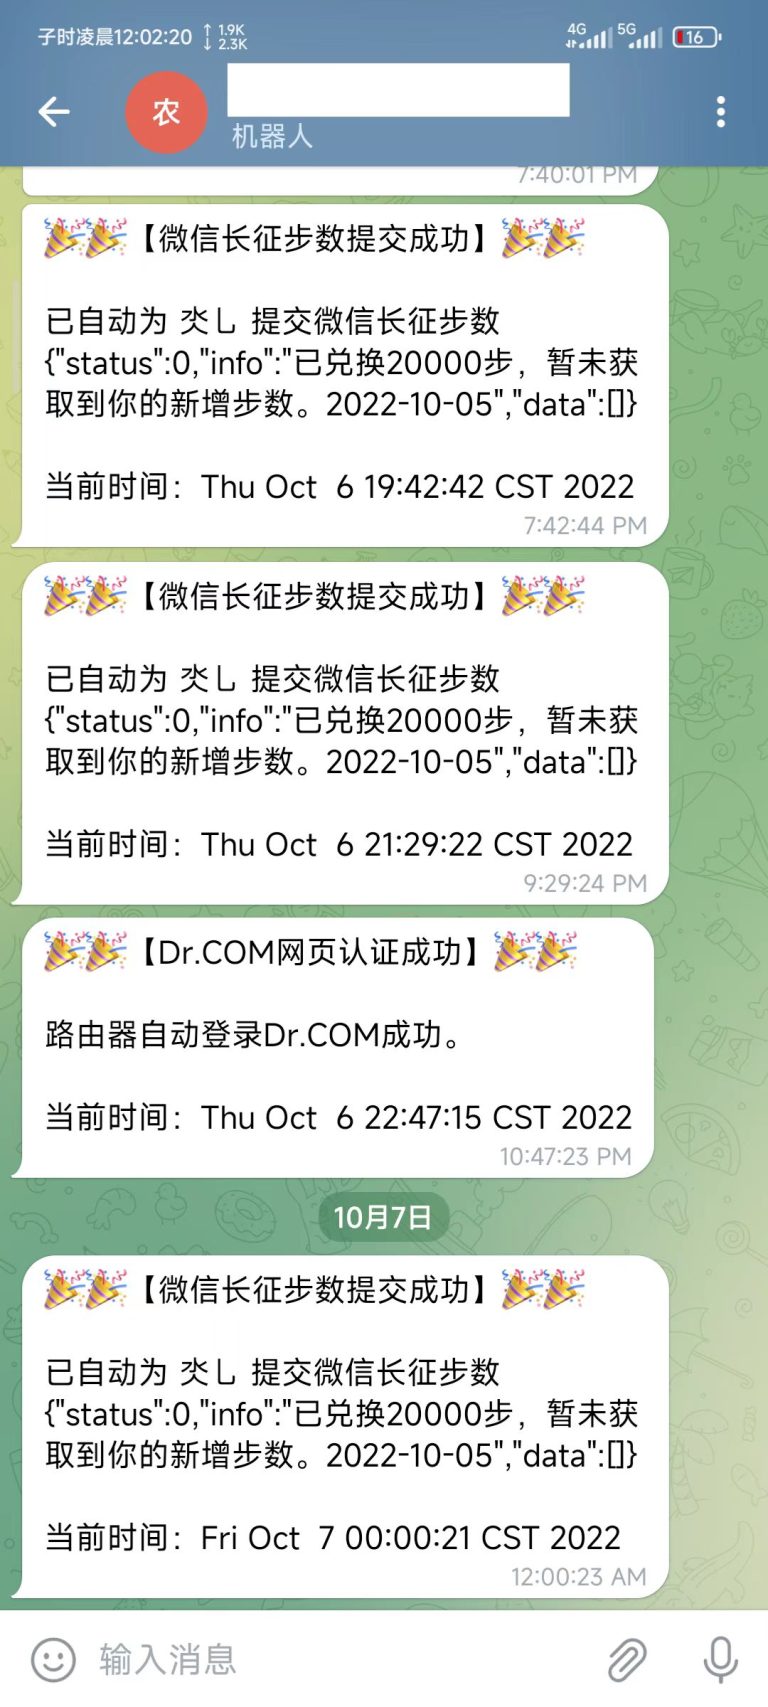 子时凌晨12:02:20 ↑ 1.9K ↓ 2.3K 4G 5G 16
农
机器人
7:40:01 PM
🎉🎉【微信长征步数提交成功】🎉🎉
已自动为 灻乚 提交微信长征步数
{"status":0,"info":"已兑换20000步，暂未获
取到你的新增步数。2022-10-05","data":[]}
当前时间：Thu Oct  6 19:42:42 CST 2022
7:42:44 PM
🎉🎉【微信长征步数提交成功】🎉🎉
已自动为 灻乚 提交微信长征步数
{"status":0,"info":"已兑换20000步，暂未获
取到你的新增步数。2022-10-05","data":[]}
当前时间：Thu Oct  6 21:29:22 CST 2022
9:29:24 PM
🎉🎉【Dr.COM网页认证成功】🎉🎉
路由器自动登录Dr.COM成功。
当前时间：Thu Oct  6 22:47:15 CST 2022
10:47:23 PM
10月7日
🎉🎉【微信长征步数提交成功】🎉🎉
已自动为 灻乚 提交微信长征步数
{"status":0,"info":"已兑换20000步，暂未获
取到你的新增步数。2022-10-05","data":[]}
当前时间：Fri Oct  7 00:00:21 CST 2022
12:00:23 AM
输入消息